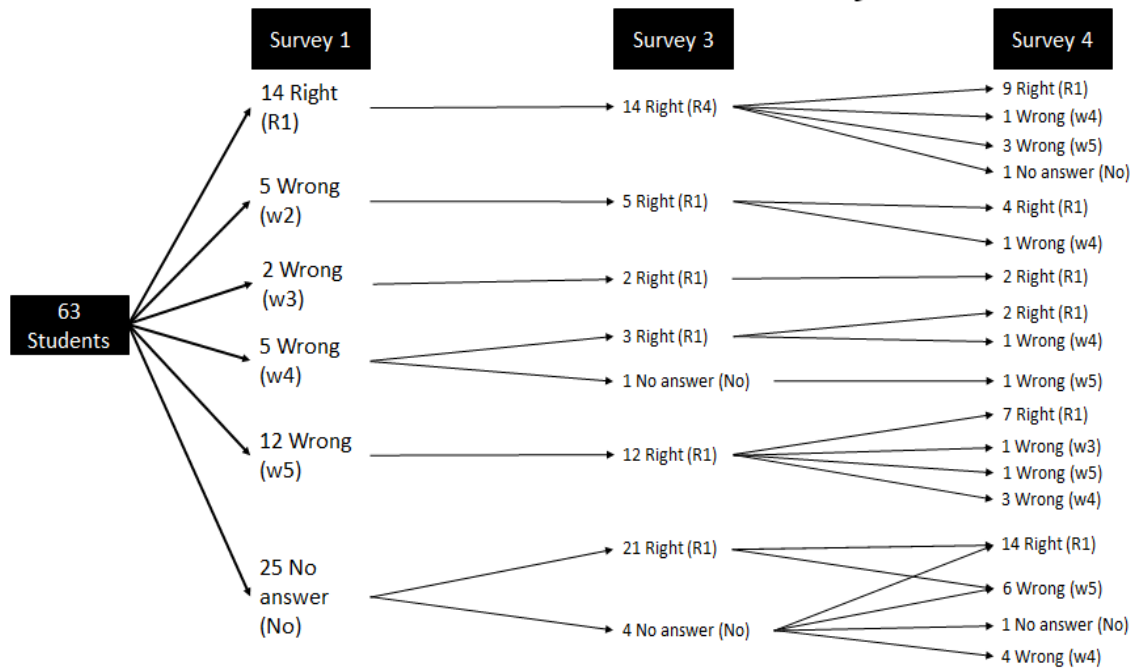 Survey 1
Survey 3
Survey 4
63
Students
14 Right
(R1)
5 Wrong
(w2)
2 Wrong
(w3)
5 Wrong
(w4)
12 Wrong
(w5)
25 No
answer
(No)
14 Right (R4)
5 Right (R1)
2 Right (R1)
3 Right (R1)
1 No answer (No)
12 Right (R1)
21 Right (R1)
4 No answer (No)
9 Right (R1)
1 Wrong (w4)
3 Wrong (w5)
1 No answer (No)
4 Right (R1)
1 Wrong (w4)
2 Right (R1)
2 Right (R1)
1 Wrong (w4)
1 Wrong (w5)
7 Right (R1)
1 Wrong (w3)
1 Wrong (w5)
3 Wrong (w4)
14 Right (R1)
6 Wrong (w5)
1 No answer (No)
4 Wrong (w4)